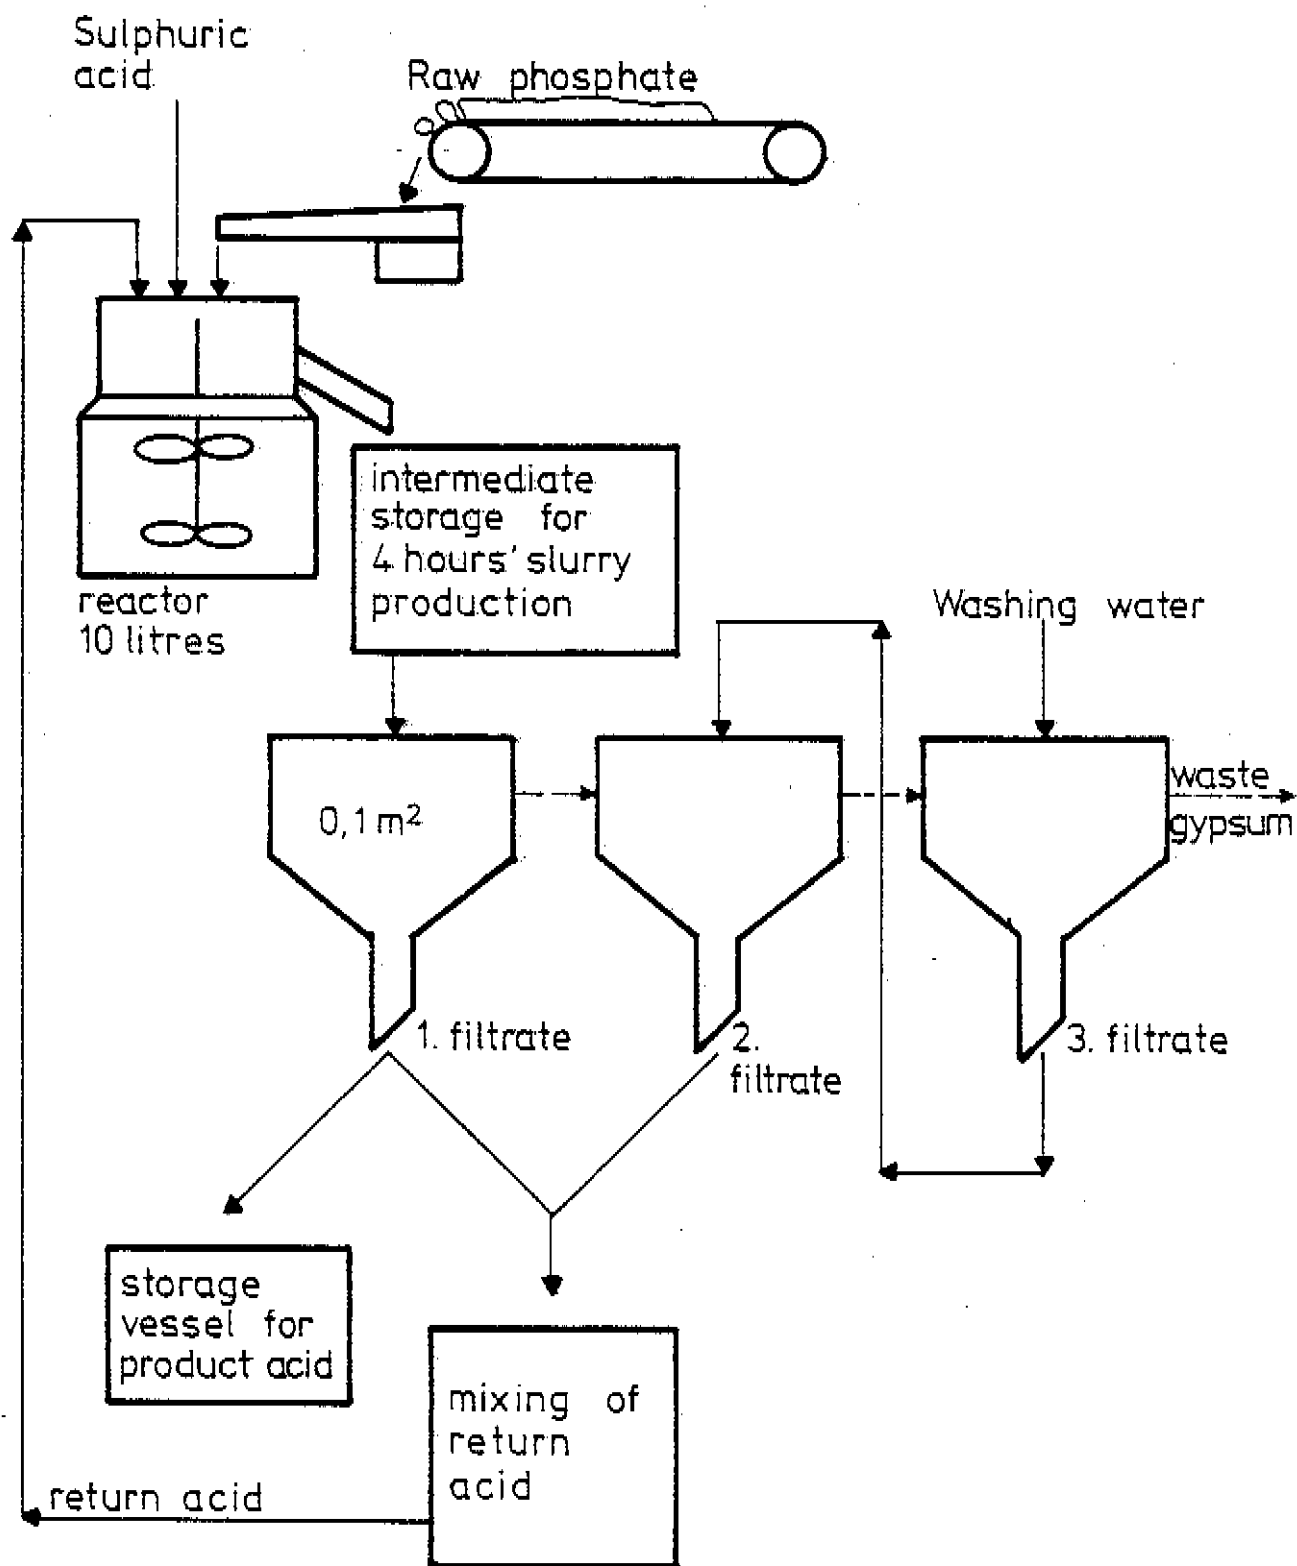 Sulphuric
acid
Raw phosphate
intermediate
storage for
4 hours' slurry
production
reactor
10 litres
Washing water
0,1 m²
waste
gypsum
1. filtrate
2.
filtrate
3. filtrate
storage
vessel for
product acid
mixing of
return
acid
return acid